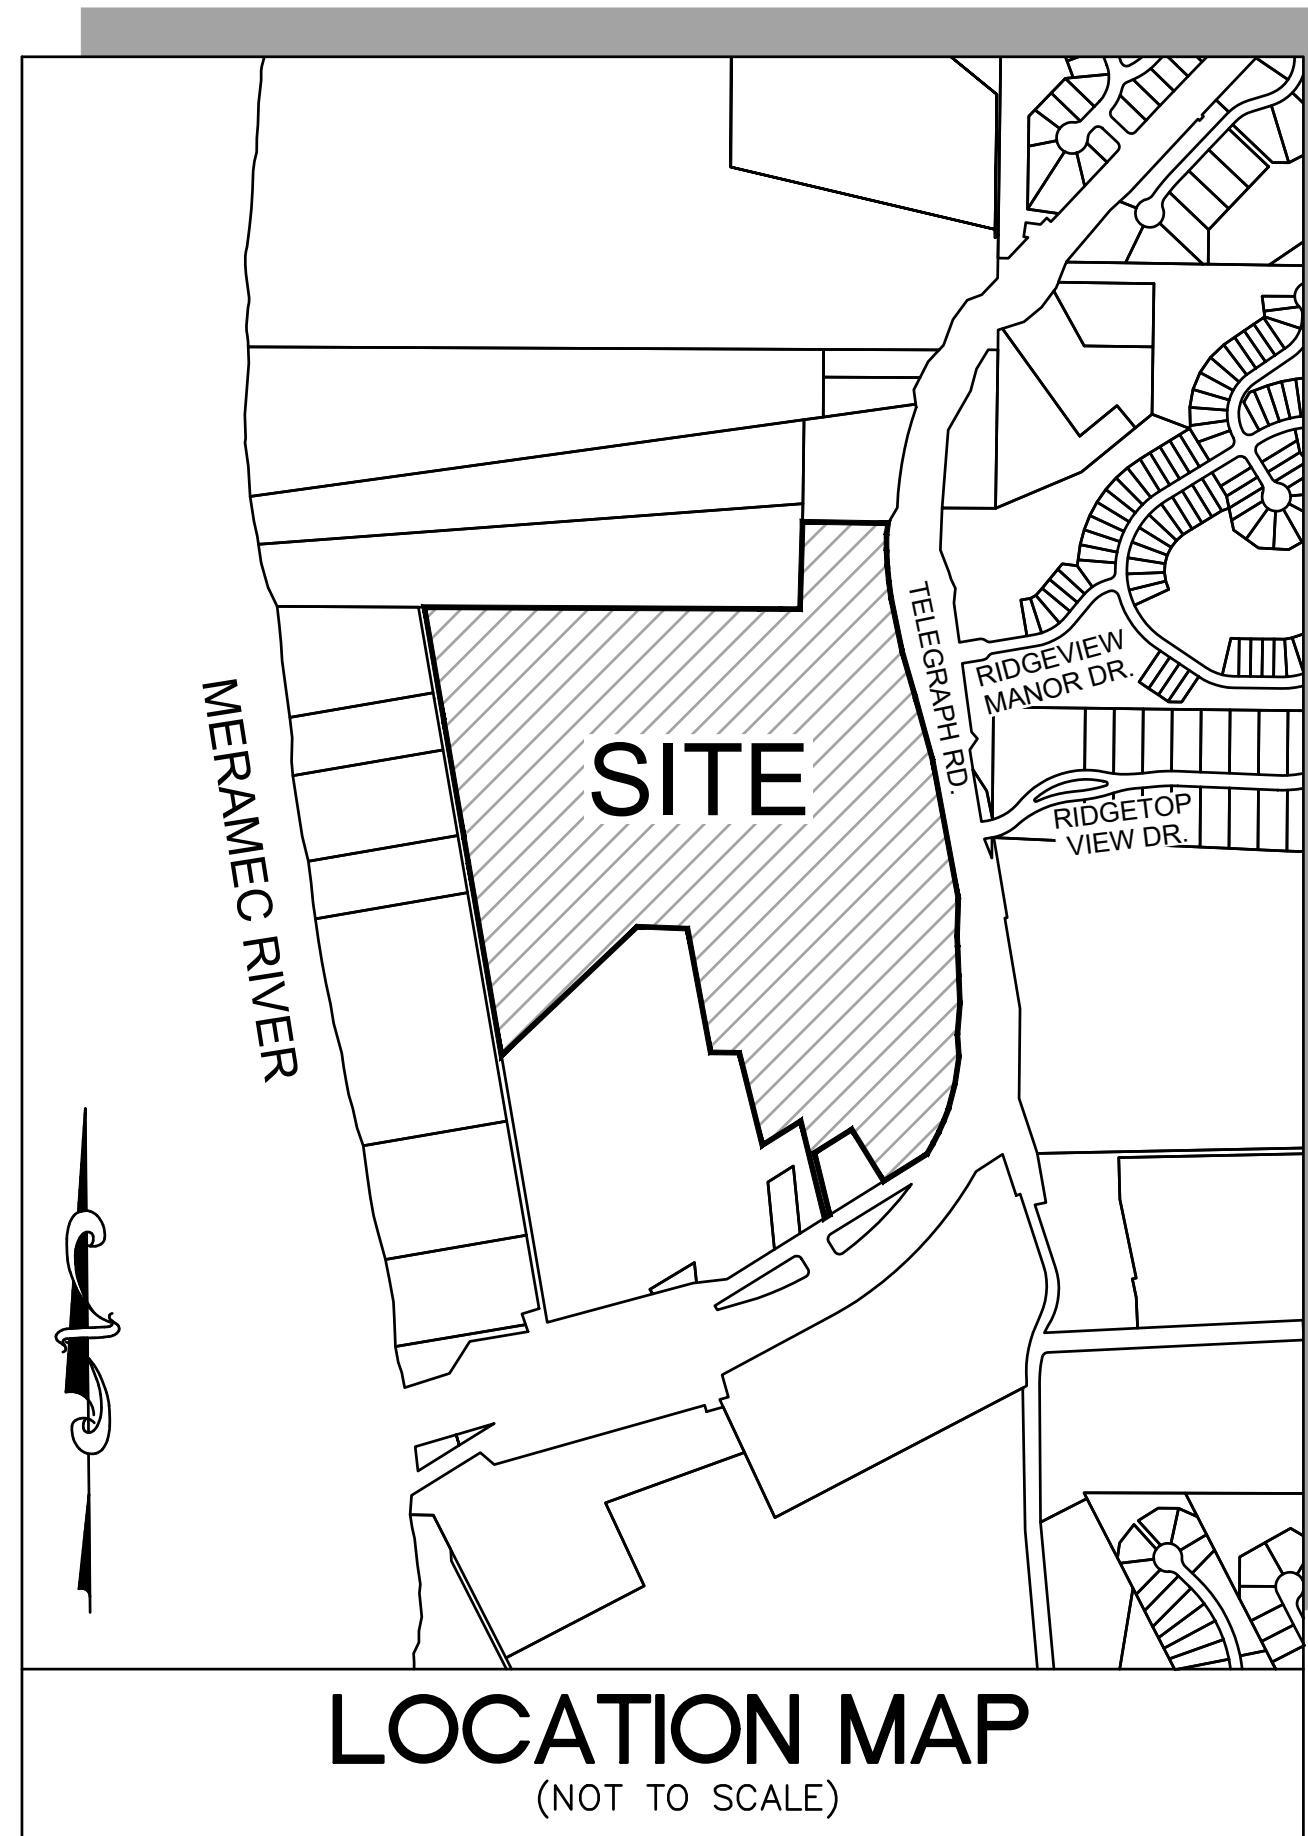 TELEGRAPH RD.
RIDGEVIEW
MANOR DR.
MERAMEC RIVER
SITE
RIDGETOP
VIEW DR.
LOCATION MAP
(NOT TO SCALE)